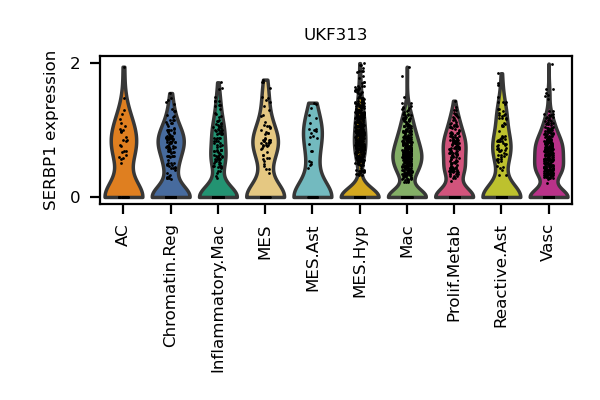 UKF313
SERBP1 expression
2
0
AC
Chromatin.Reg
Inflammatory.Mac
MES
MES.Ast
MES.Hyp
Mac
Prolif.Metab
Reactive.Ast
Vasc